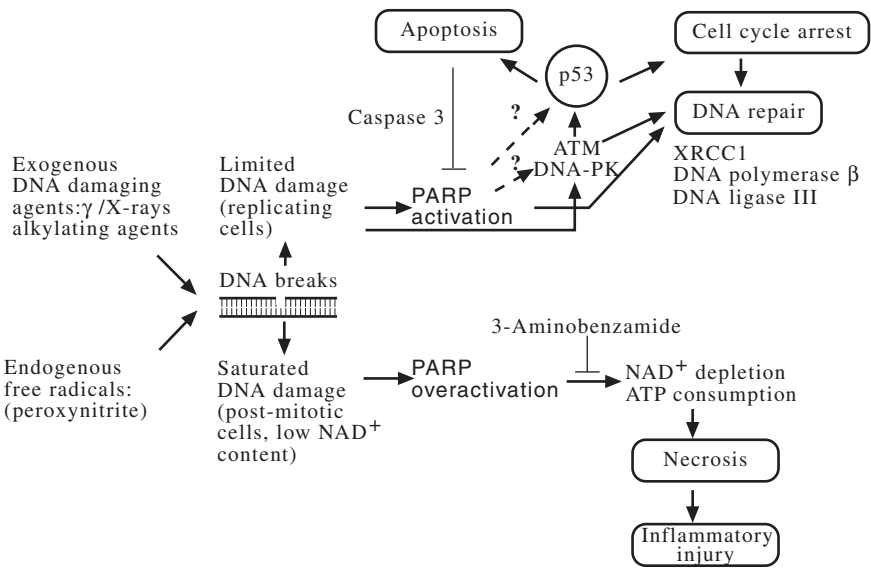 Apoptosis
Cell cycle arrest
p53
Caspase 3
?
DNA repair
?
ATM
DNA-PK
XRCC1
DNA polymerase β
DNA ligase III
Exogenous
DNA damaging
agents:γ /X-rays
alkylating agents
Limited
DNA damage
(replicating
cells)
PARP
activation
DNA breaks
3-Aminobenzamide
Endogenous
free radicals:
(peroxynitrite)
Saturated
DNA damage
(post-mitotic
cells, low NAD+
content)
PARP
overactivation
NAD+ depletion
ATP consumption
Necrosis
Inflammatory
injury